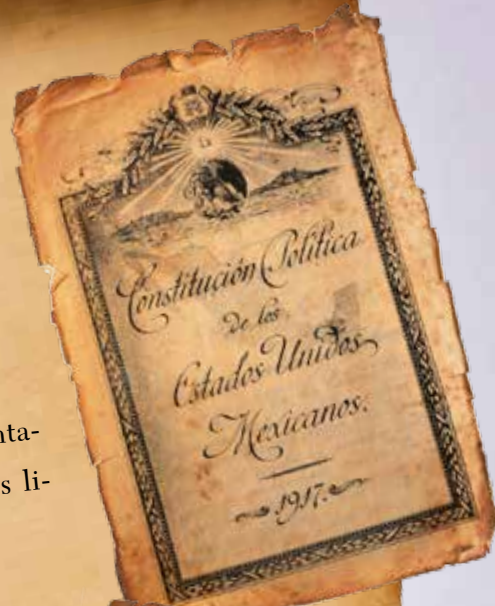 Constitución Política
de los
Estados Unidos
Mexicanos.
1917.
nta-
s li-